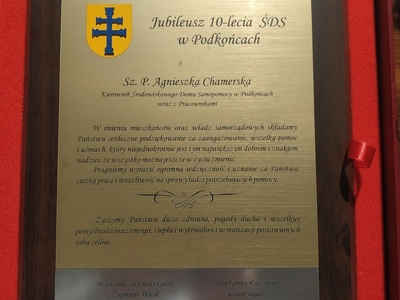 Jubileusz 10-lecia ŚDS
w Podkońcach
Sz. P. Agnieszka Chamerska
Kierownik Środowiskowego Domu Samopomocy w Podkońcach
wraz z Pracownikami
W imieniu mieszkańców oraz władz samorządowych składamy
Państwu serdeczne podziękowanie za zaangażowanie, wszelką pomoc
i uśmiech, który niejednokrotnie jest tym największym dobrem i znakiem
nadziei, że wszystko można jeszcze w życiu zmienić.
Pragniemy wyrazić ogromną wdzięczność i uznanie za Państwa
ciężką pracę i wrażliwość na sprawy ludzi potrzebujących pomocy.
Życzymy Państwu dużo zdrowia, pogody ducha i wszelkiej
pomyślności oraz energii, ciepła i wytrwałości w realizacji postawionych
sobie celów.